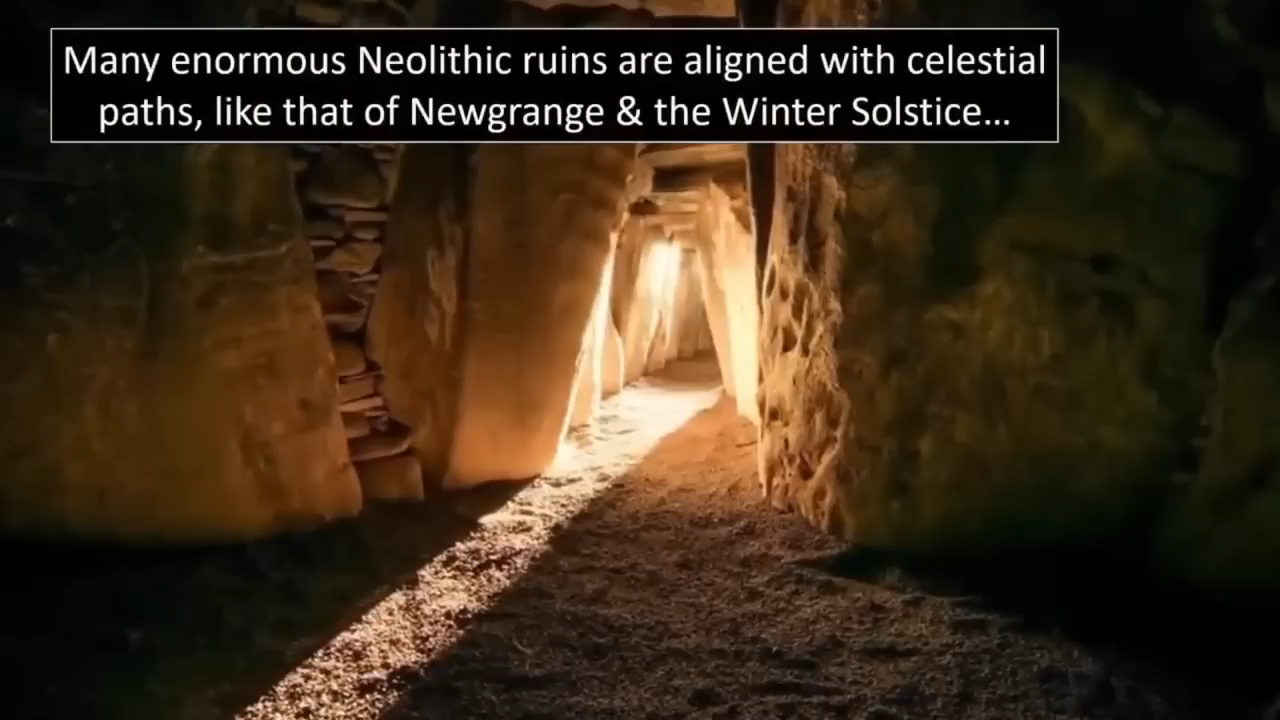 Many enormous Neolithic ruins are aligned with celestial
paths, like that of Newgrange & the Winter Solstice...